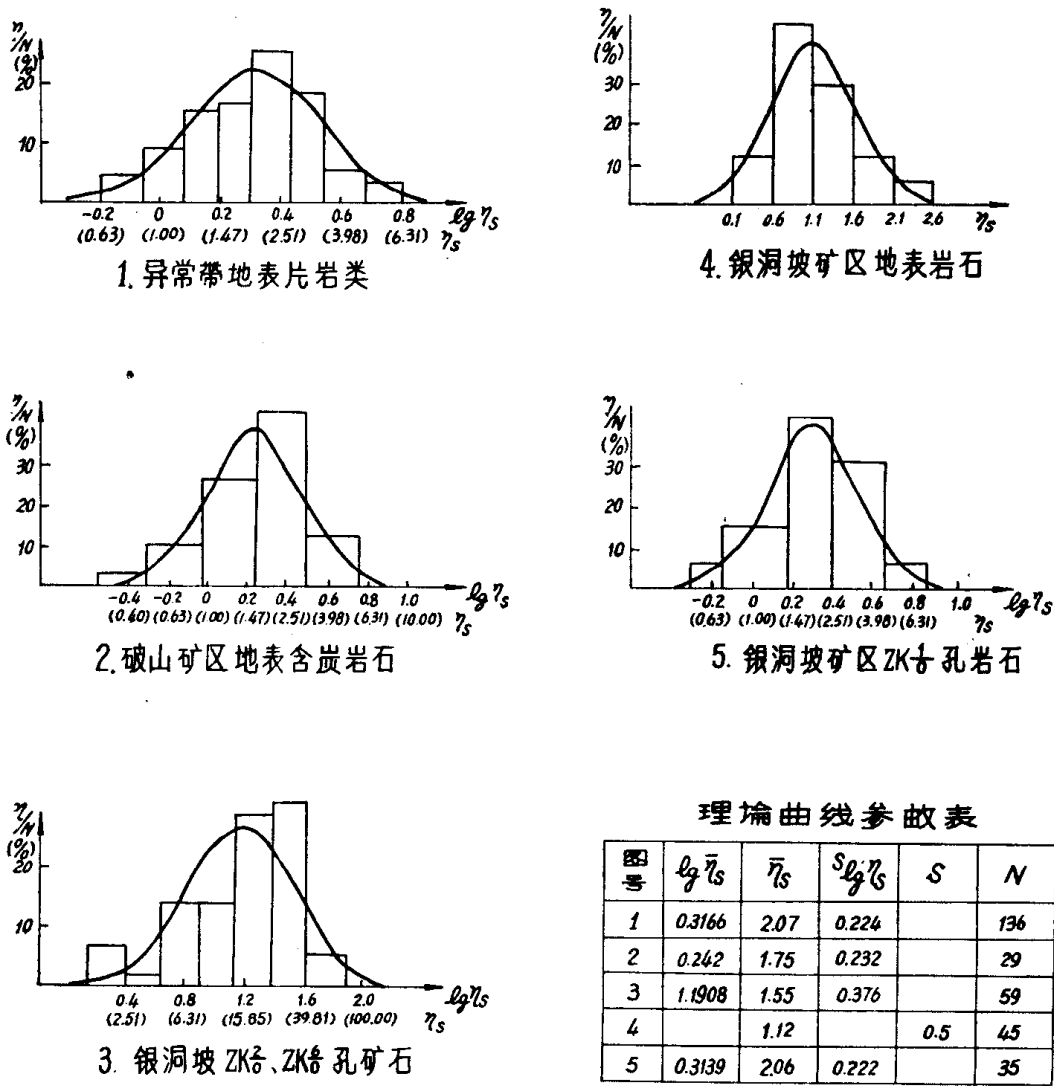 η/N
(%)
20
10
-0.2 0 0.2 0.4 0.6 0.8 lg ηs
(0.63) (1.00) (1.47) (2.51) (3.98) (6.31) ηs
1. 异常带地表片岩类
η/N
(%)
30
20
10
-0.4 -0.2 0 0.2 0.4 0.6 0.8 1.0 lg ηs
(0.40) (0.63) (1.00) (1.47) (2.51) (3.98) (6.31) (10.00) ηs
2. 破山矿区地表含炭岩石
η/N
(%)
20
10
0.4 0.8 1.2 1.6 2.0 lgηs
(2.51) (6.31) (15.85) (39.81) (100.00) ηs
3. 银洞坡 ZK 、ZK 孔矿石
η/N
(%)
30
20
10
0.1 0.6 1.1 1.6 2.1 2.6 ηs
4. 银洞坡矿区地表岩石
η/N
(%)
30
20
10
-0.2 0 0.2 0.4 0.6 0.8 1.0 lg ηs
(0.63) (1.00) (1.47) (2.51) (3.98) (6.31) ηs
5. 银洞坡矿区ZK 孔岩石
理论曲线参数表
图号 lg η̄s η̄s Slgηs S N
1 0.3166 2.07 0.224 136
2 0.242 1.75 0.232 29
3 1.1908 1.55 0.376 59
4 1.12 0.5 45
5 0.3139 2.06 0.222 35